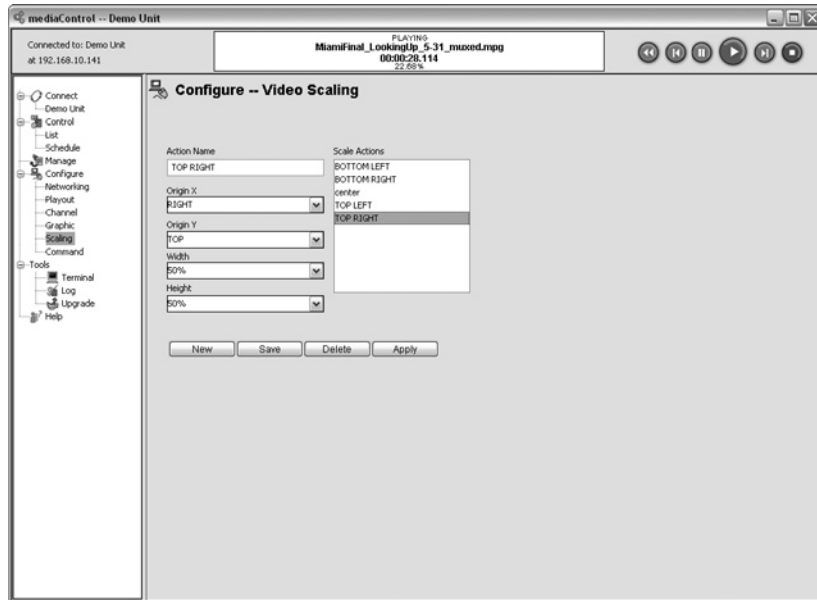 mediaControl -- Demo Unit
Connected to: Demo Unit
at 192.168.10.141
PLAYING
MiamiFinal_LookingUp_5-31_muxed.mpg
00:00:28.114
22.68%
Connect
Demo Unit
Control
List
Schedule
Manage
Configure
Networking
Playout
Channel
Graphic
Scaling
Command
Tools
Terminal
Log
Upgrade
Help
Configure -- Video Scaling
Action Name
TOP RIGHT
Origin X
RIGHT
Origin Y
TOP
Width
50%
Height
50%
Scale Actions
BOTTOM LEFT
BOTTOM RIGHT
center
TOP LEFT
TOP RIGHT
New Save Delete Apply